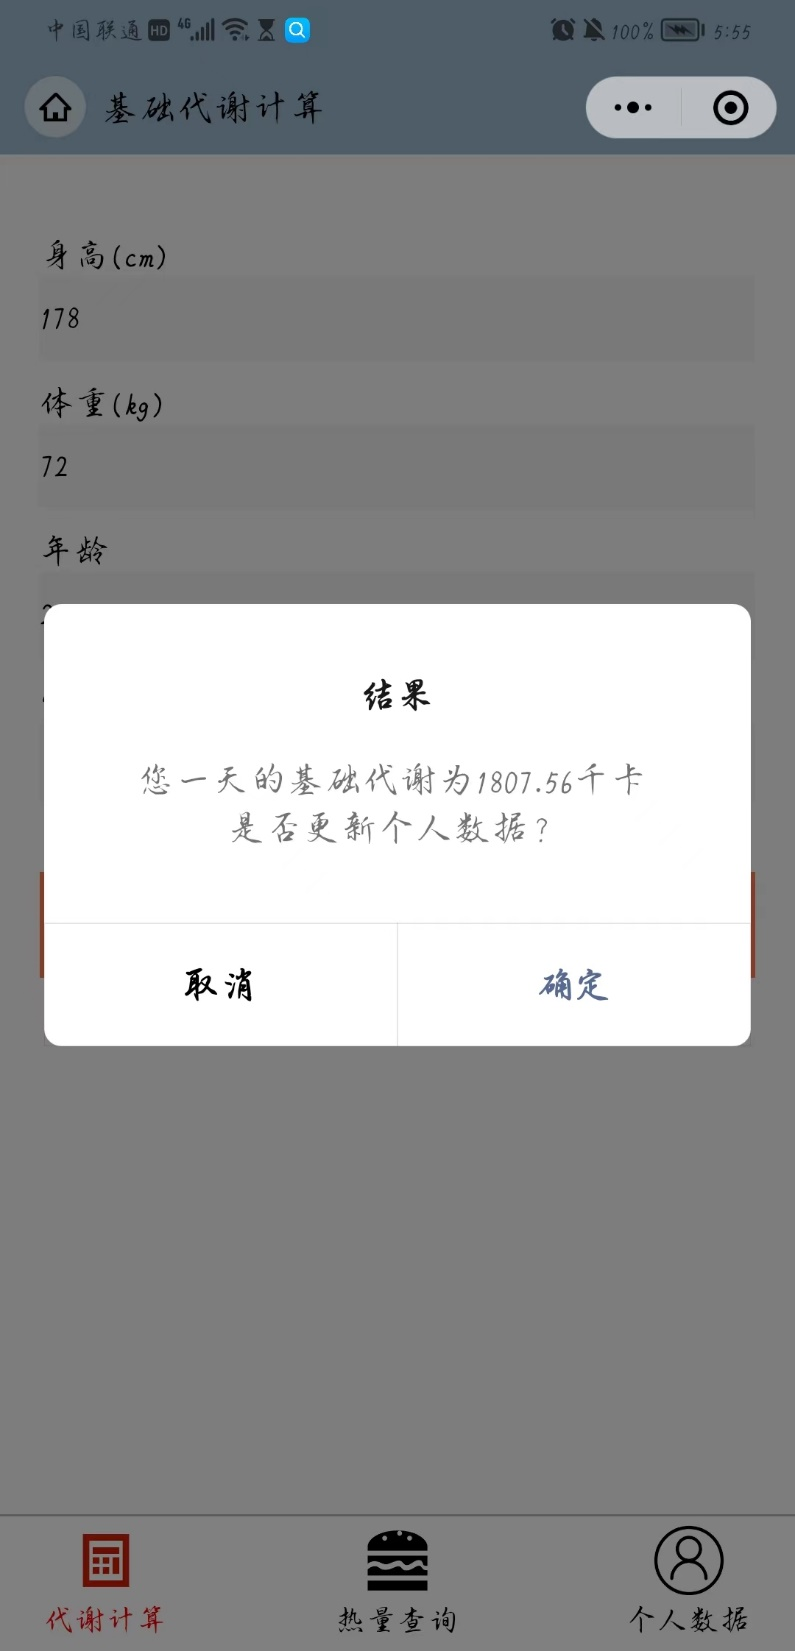 中国联通 HD 4G 100% 5:55
基础代谢计算
身高(cm)
178
体重(kg)
72
年龄
结果
您一天的基础代谢为1807.56千卡
是否更新个人数据？
取消 确定
代谢计算 热量查询 个人数据